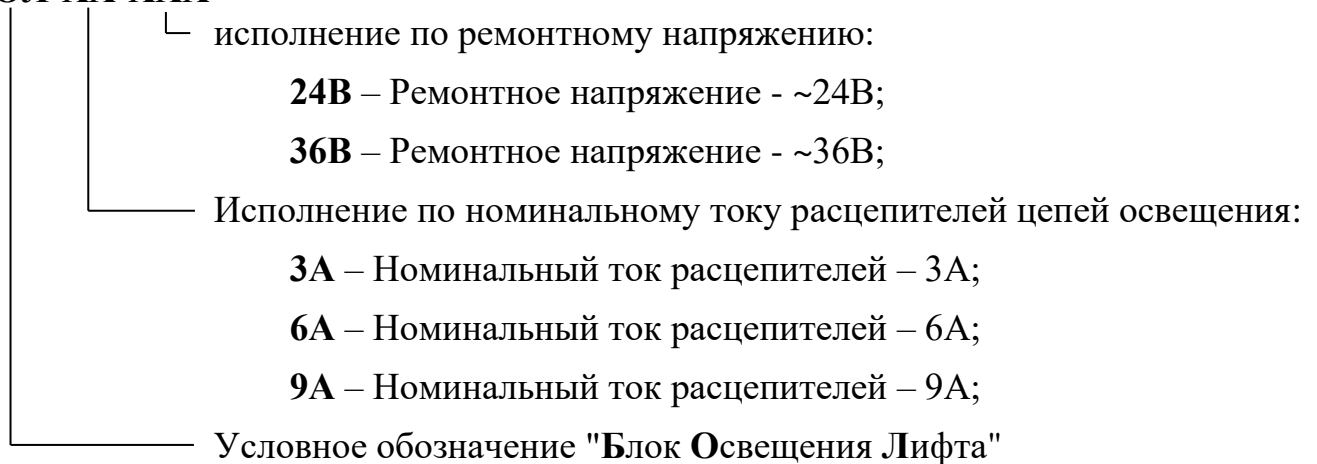 исполнение по ремонтному напряжению:
24В – Ремонтное напряжение - ~24В;
36В – Ремонтное напряжение - ~36В;
Исполнение по номинальному току расцепителей цепей освещения:
3А – Номинальный ток расцепителей – 3А;
6А – Номинальный ток расцепителей – 6А;
9А – Номинальный ток расцепителей – 9А;
Условное обозначение "Блок Освещения Лифта"